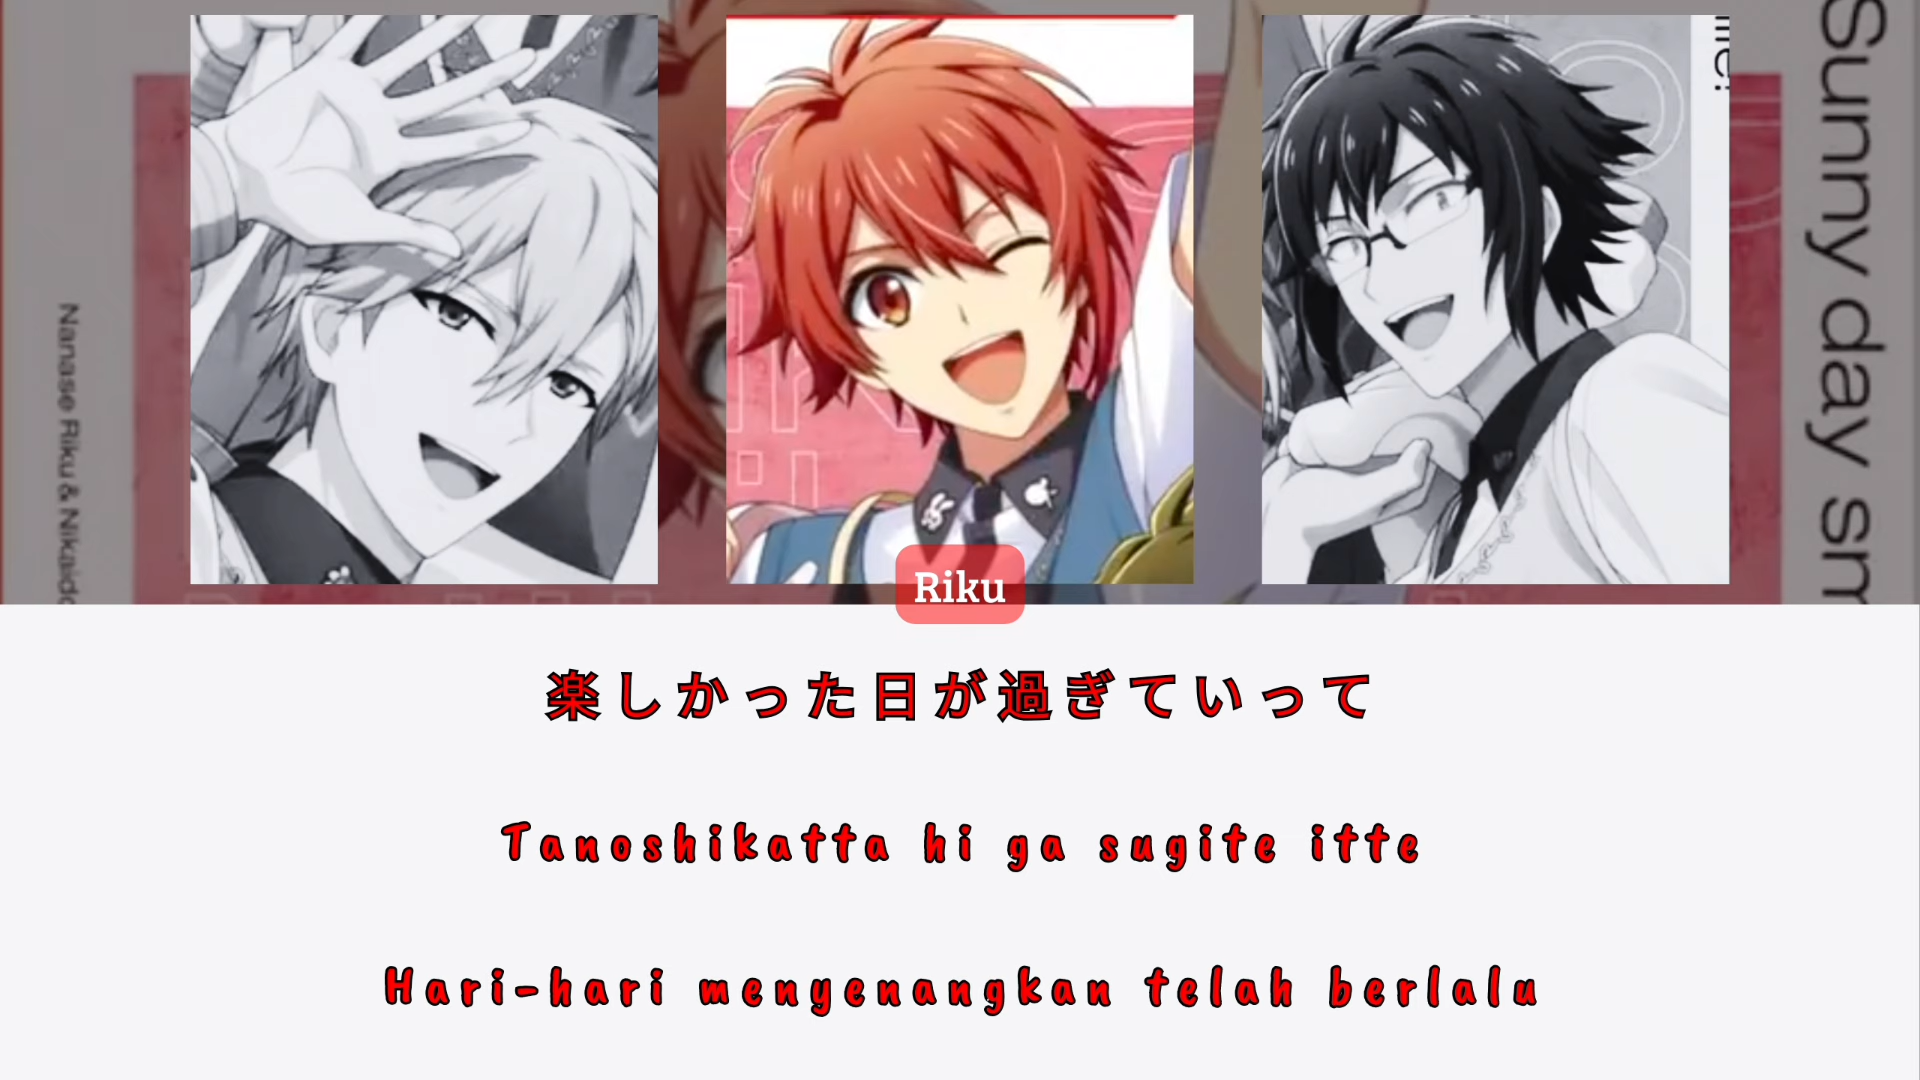 Sunny day sm
Nanase Riku & Nikaido
Riku
楽しかった日が過ぎていって
Tanoshikatta hi ga sugite itte
Hari-hari menyenangkan telah berlalu